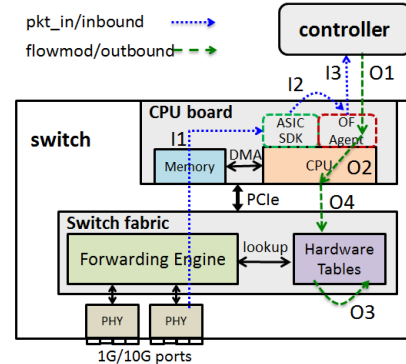 pkt_in/inbound
flowmod/outbound
controller
I2
I3
O1
switch
CPU board
I1
ASIC
SDK
OF
Agent
Memory
DMA
CPU
O2
PCIe
O4
Switch fabric
Forwarding Engine
lookup
Hardware
Tables
O3
PHY
PHY
1G/10G ports